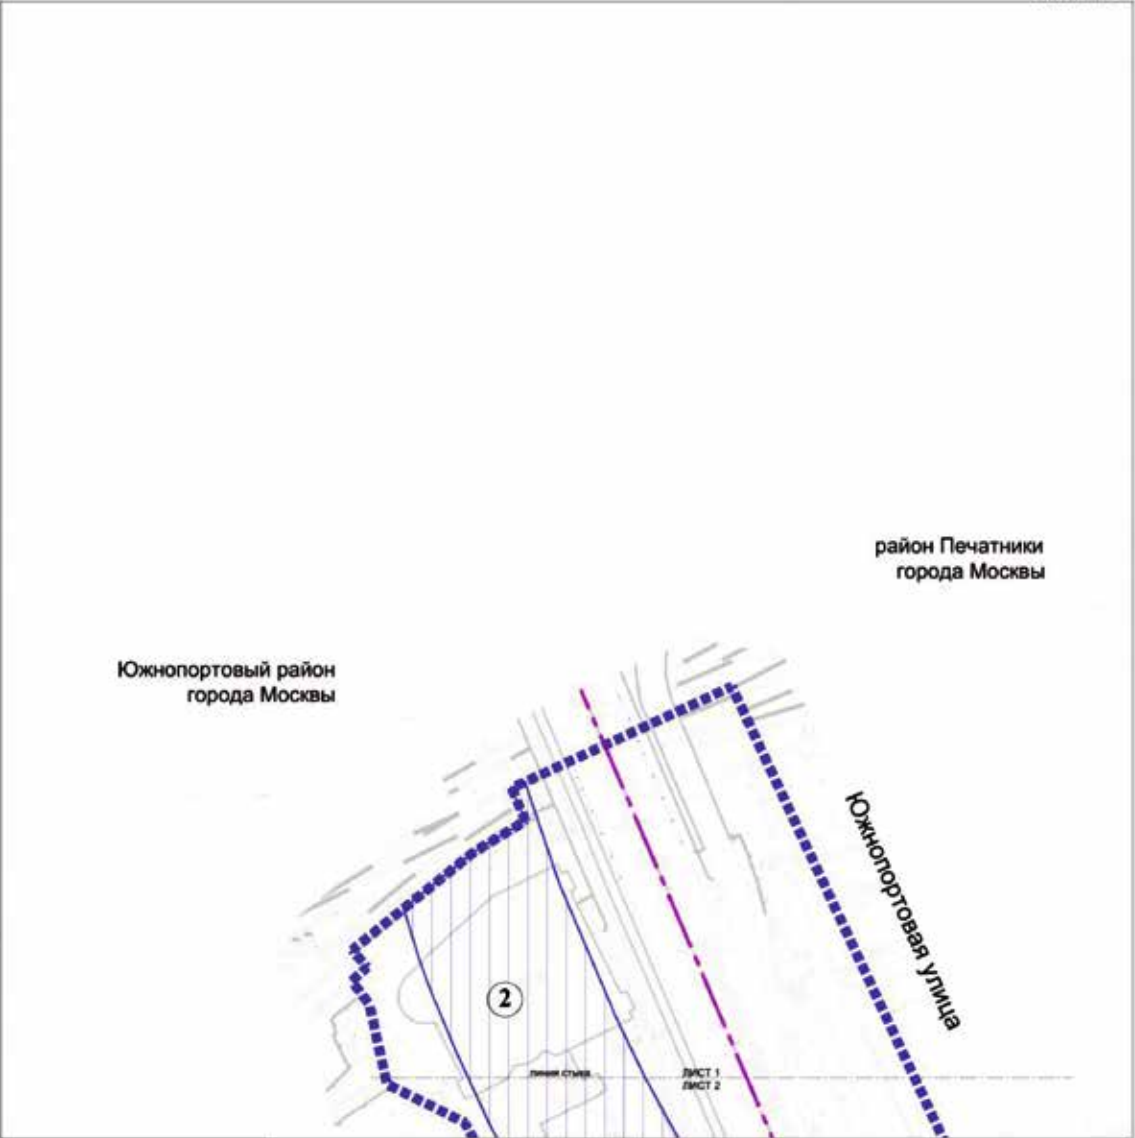 район Печатники
города Москвы
Южнопортовый район
города Москвы
Южнопортовая улица
2
линия стыка
ЛИСТ 1
ЛИСТ 2